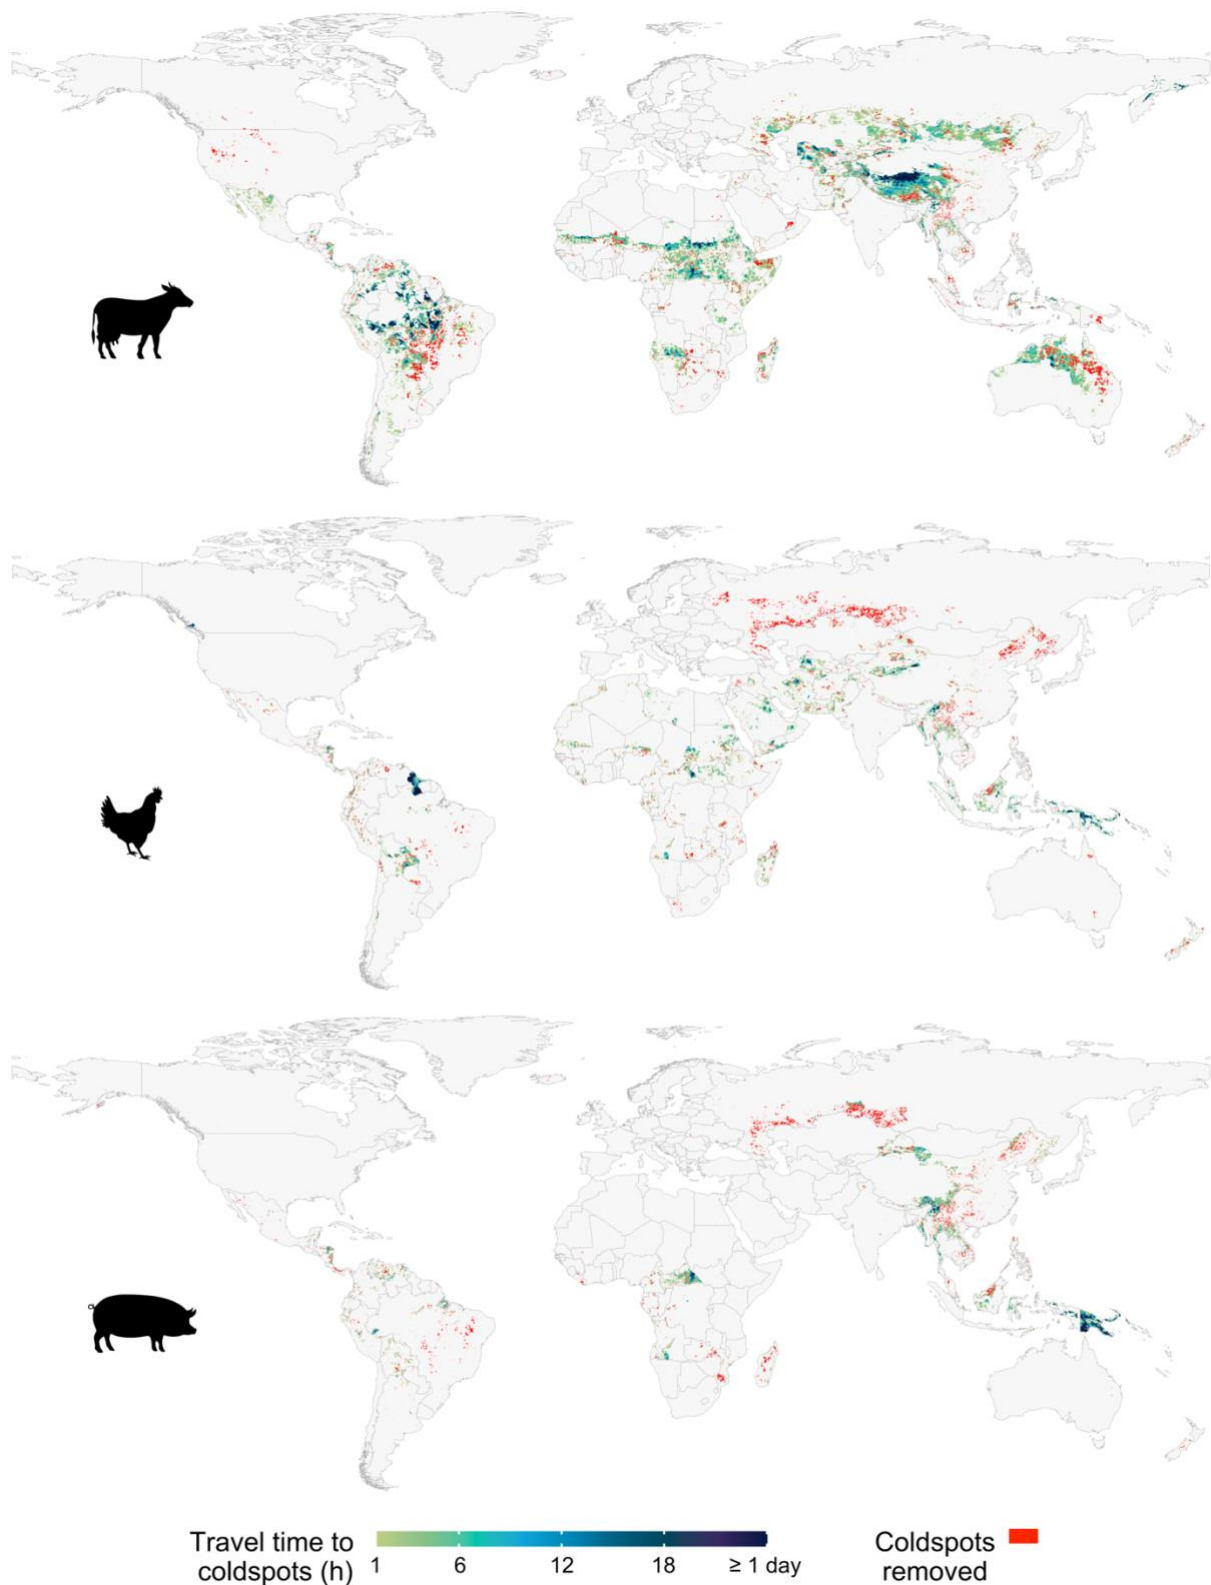 Travel time to
coldspots (h)
1 6 12 18 ≥ 1 day
Coldspots
removed